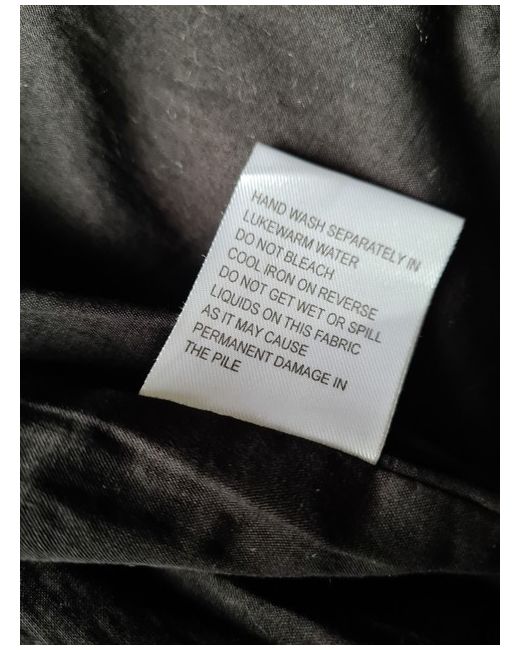 HAND WASH SEPARATELY IN
LUKEWARM WATER
DO NOT BLEACH
COOL IRON ON REVERSE
DO NOT GET WET OR SPILL
LIQUIDS ON THIS FABRIC
AS IT MAY CAUSE
PERMANENT DAMAGE IN
THE PILE